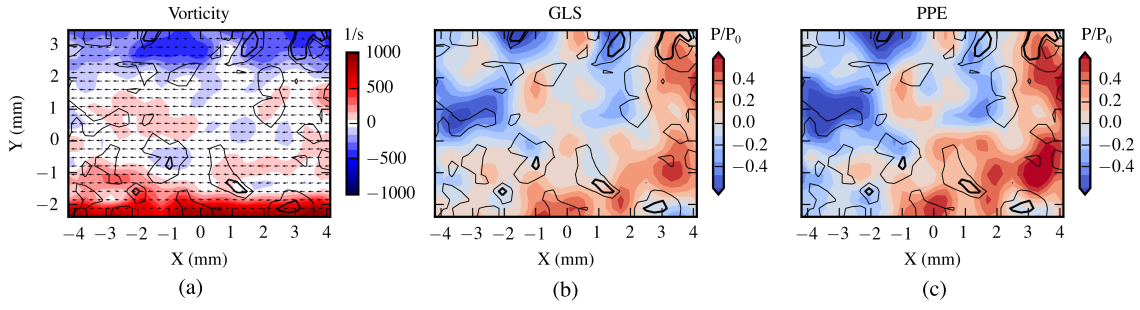 Vorticity
1/s
1000
500
0
−500
−1000
3
2
1
0
−1
−2
Y (mm)
−4 −3 −2 −1 0 1 2 3 4
X (mm)
(a)
GLS
P/P0
0.4
0.2
0.0
−0.2
−0.4
−4 −3 −2 −1 0 1 2 3 4
X (mm)
(b)
PPE
P/P0
0.4
0.2
0.0
−0.2
−0.4
−4 −3 −2 −1 0 1 2 3 4
X (mm)
(c)